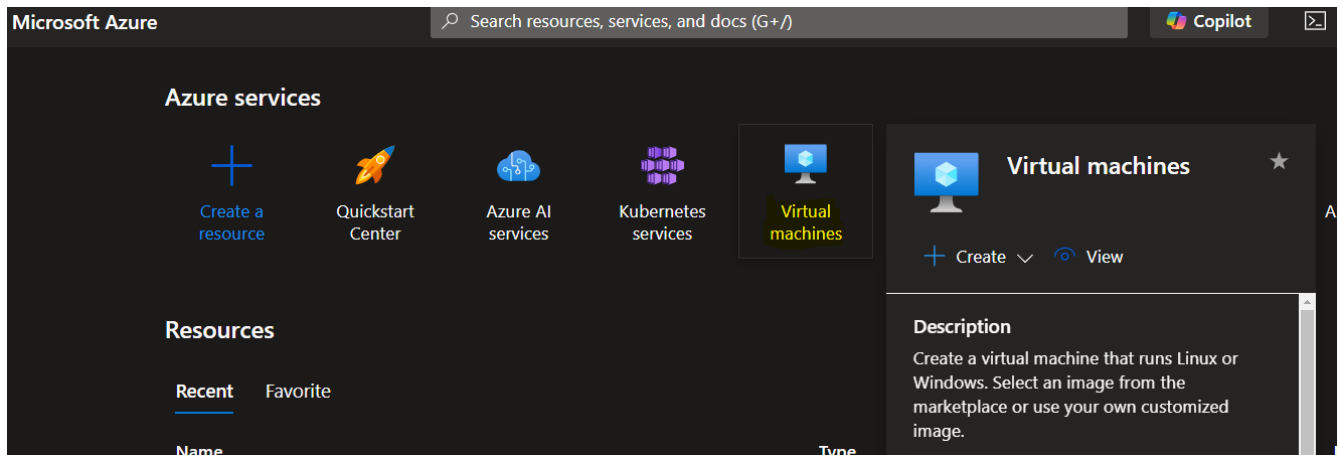 Microsoft Azure
Search resources, services, and docs (G+/)
Copilot
Azure services
Create a
resource
Quickstart
Center
Azure AI
services
Kubernetes
services
Virtual
machines
Virtual machines
Create
View
Description
Create a virtual machine that runs Linux or
Windows. Select an image from the
marketplace or use your own customized
image.
Resources
Recent Favorite
Name Type